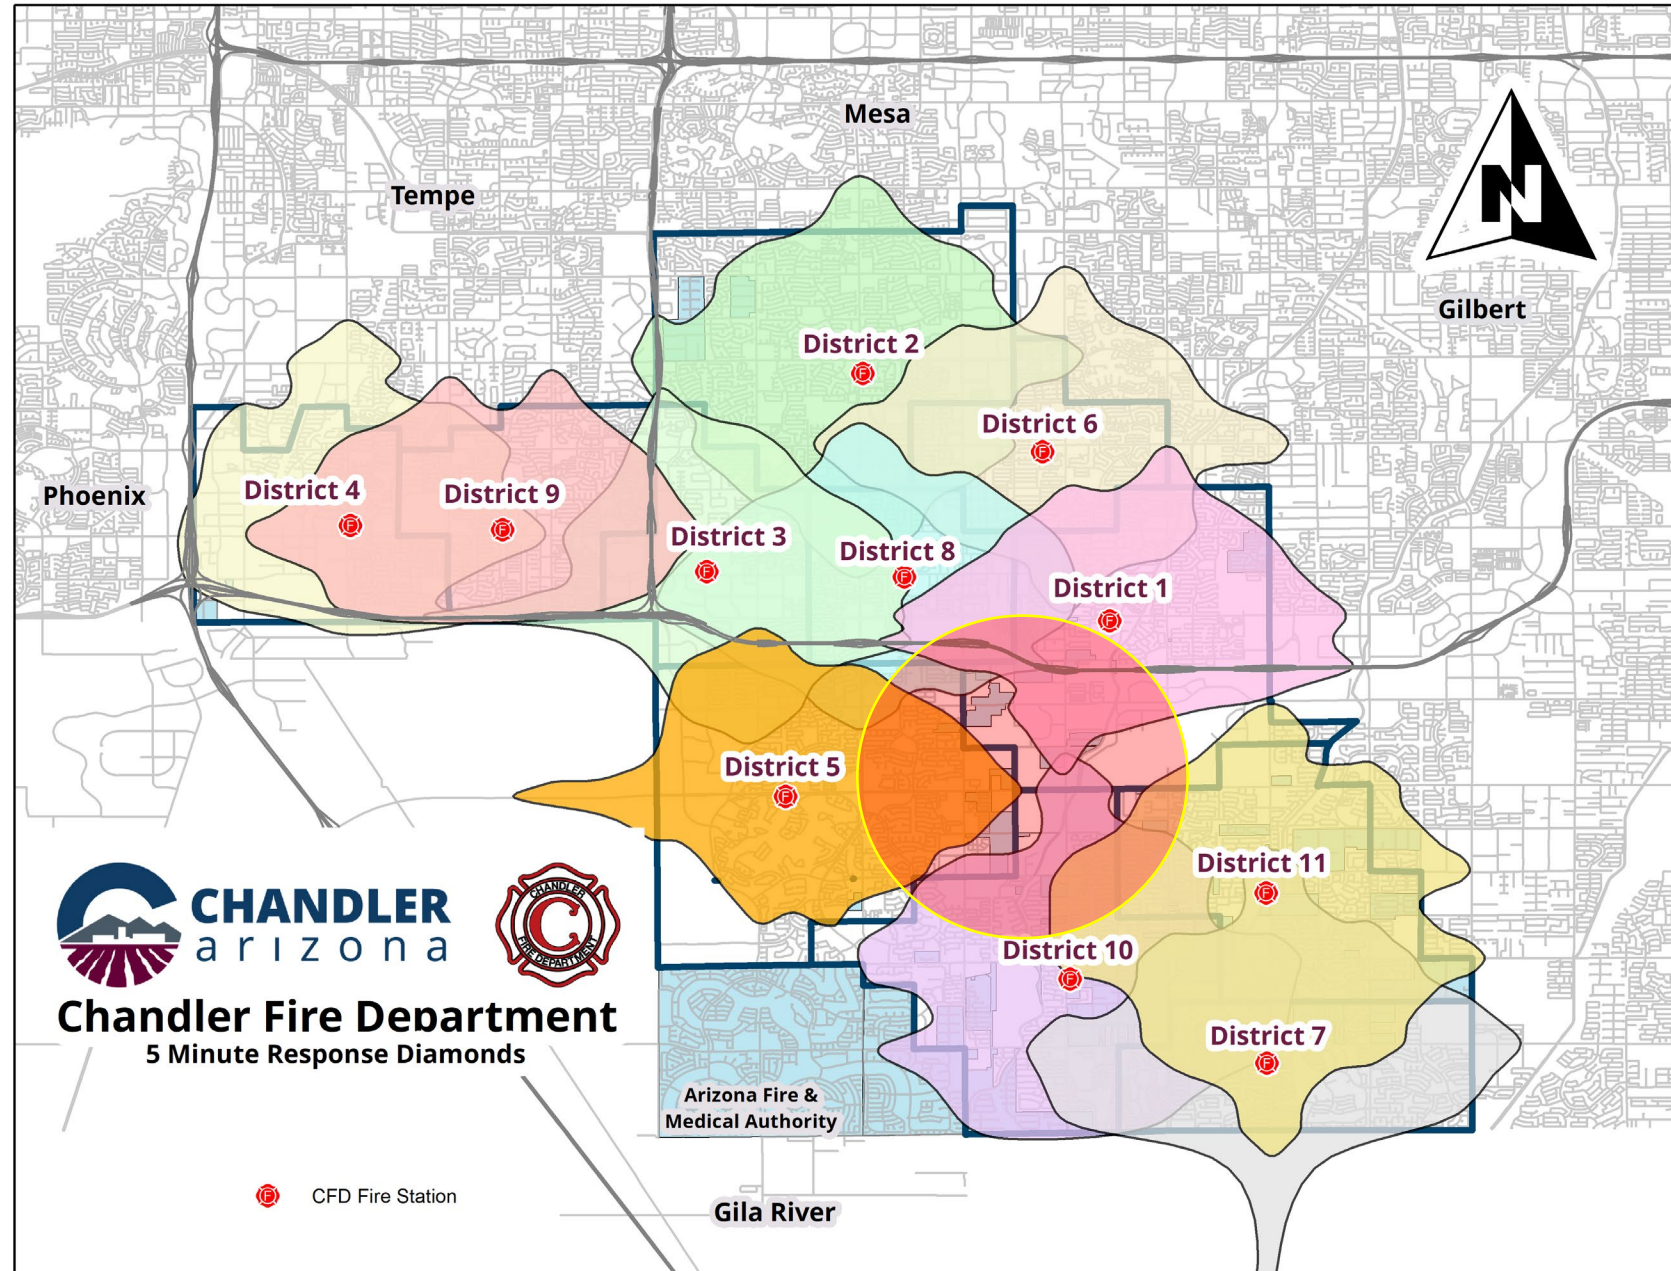 Mesa
Tempe
N
Gilbert
District 2
District 6
Phoenix
District 4
District 9
District 3
District 8
District 1
District 5
District 11
CHANDLER
arizona
CHANDLER
C
FIRE DEPARTMENT
District 10
Chandler Fire Department
5 Minute Response Diamonds
District 7
Arizona Fire &
Medical Authority
F CFD Fire Station
Gila River